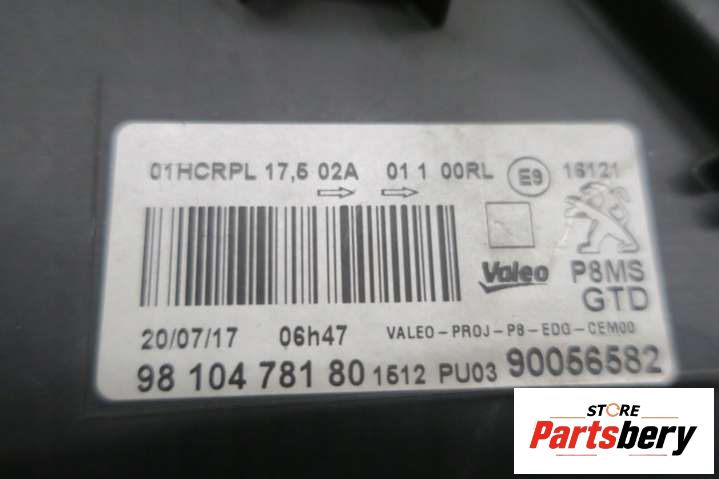 01HCRPL 17,5 02A 01 1 00RL E9 16121
Valeo P8MS
GTD
20/07/17 06h47 VALEO-PROJ-P8-EDG-CEM00
98 104 781 80 1512 PU03 90056582
STORE
Partsbery